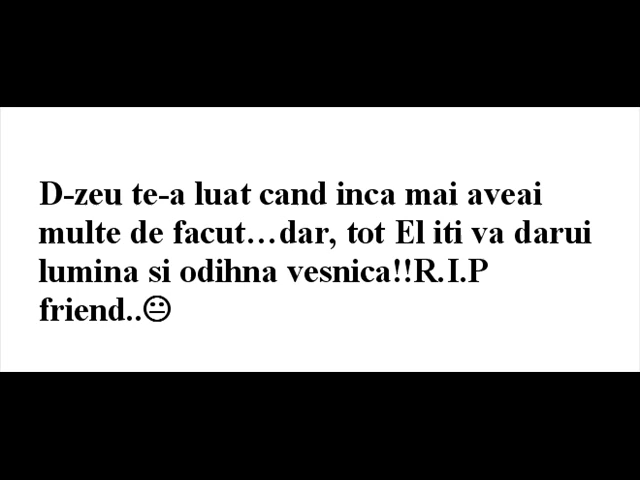 D-zeu te-a luat cand inca mai aveai
multe de facut…dar, tot El iti va darui
lumina si odihna vesnica!!R.I.P
friend..😐